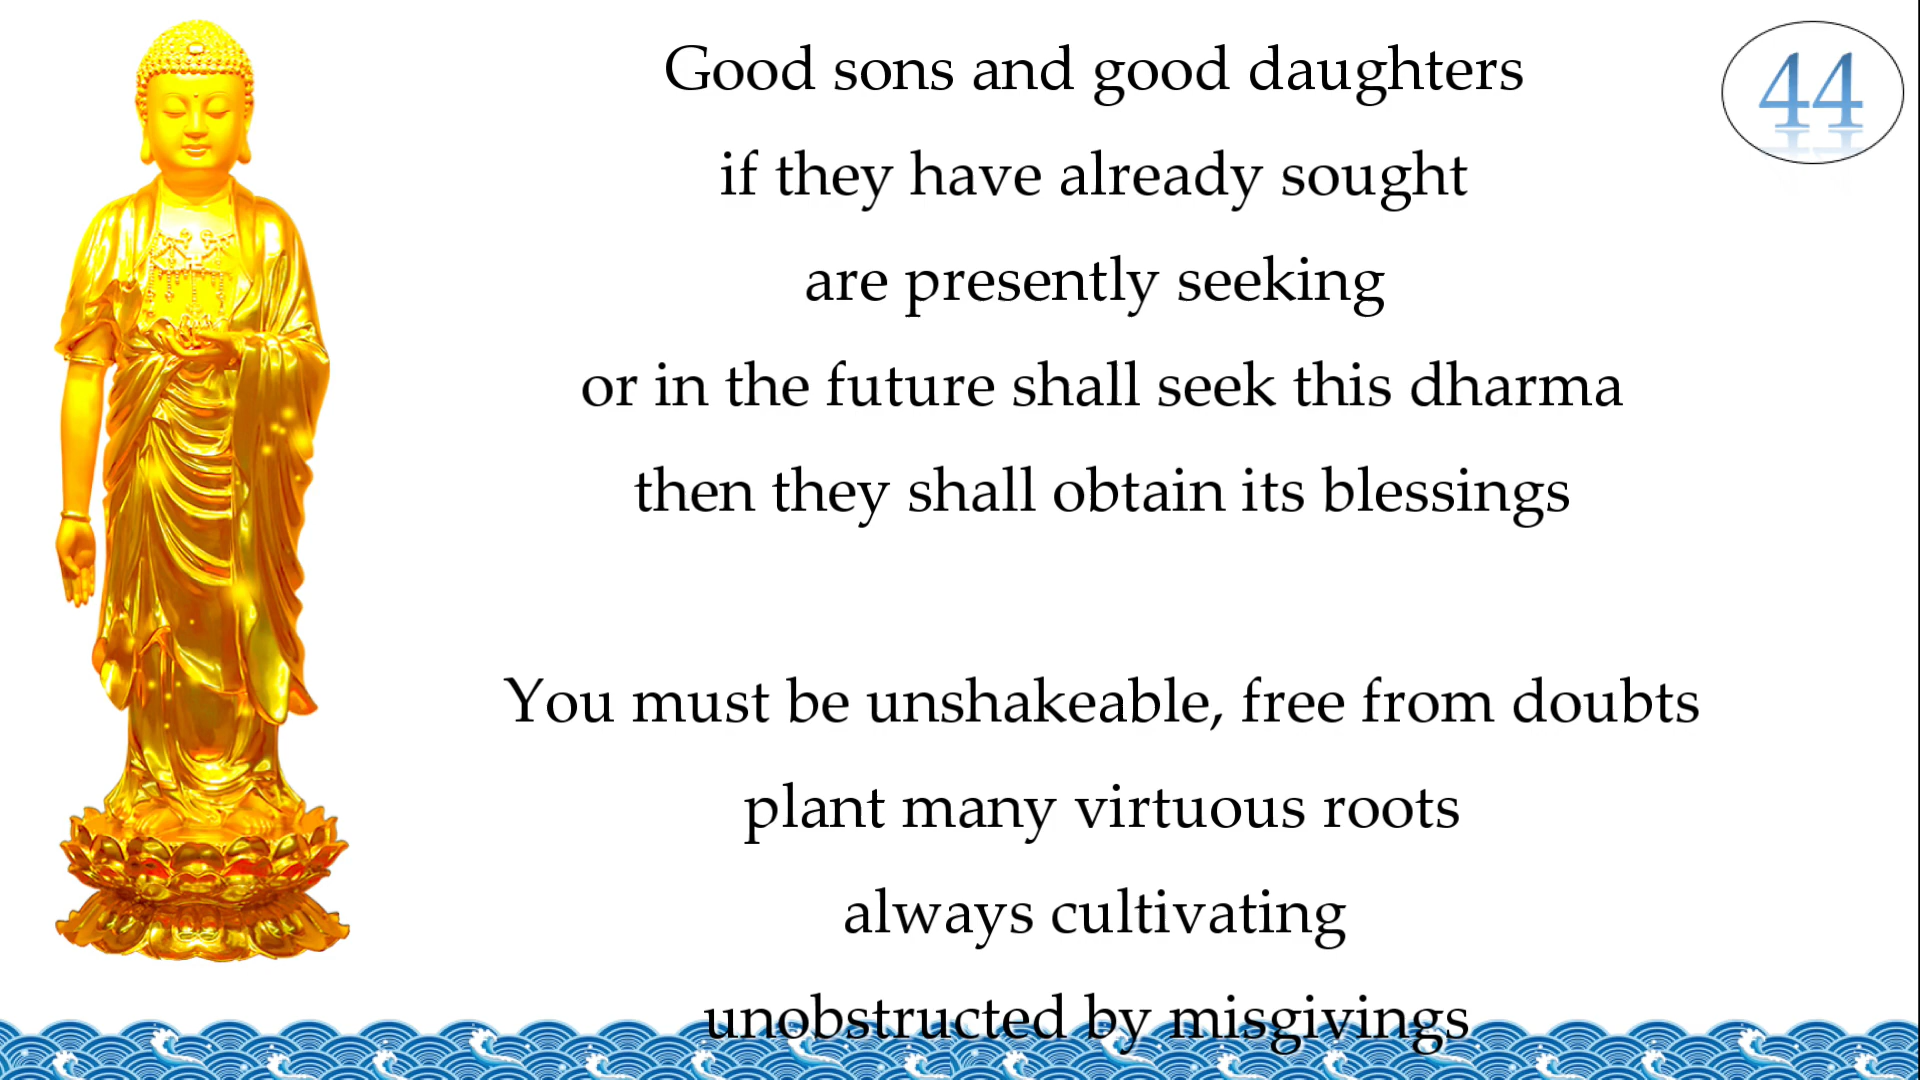 44
Good sons and good daughters
if they have already sought
are presently seeking
or in the future shall seek this dharma
then they shall obtain its blessings
You must be unshakeable, free from doubts
plant many virtuous roots
always cultivating
unobstructed by misgivings